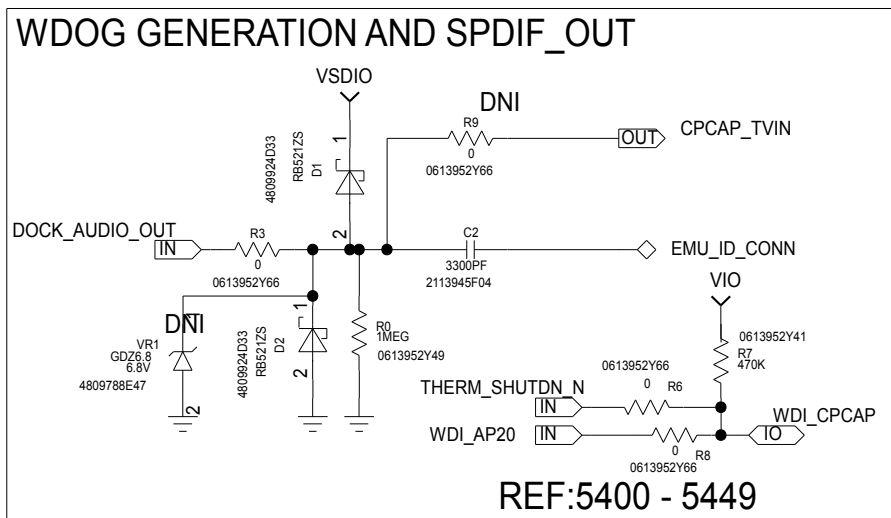 WDOG GENERATION AND SPDIF_OUT
VSDIO
DNI
R9
0
0613952Y66
OUT
CPCAP_TVIN
1
4809924D33
RB521ZS
D1
2
DOCK_AUDIO_OUT
IN
R3
0
0613952Y66
C2
3300PF
2113945F04
EMU_ID_CONN
VIO
DNI
VR1
GDZ6.8
6.8V
4809788E47
2
1
4809924D33
RB521ZS
D2
2
R0
1MEG
0613952Y49
0613952Y41
R7
470K
THERM_SHUTDN_N
IN
0613952Y66
0
R6
WDI_AP20
IN
0
R8
0613952Y66
WDI_CPCAP
IO
REF:5400 - 5449